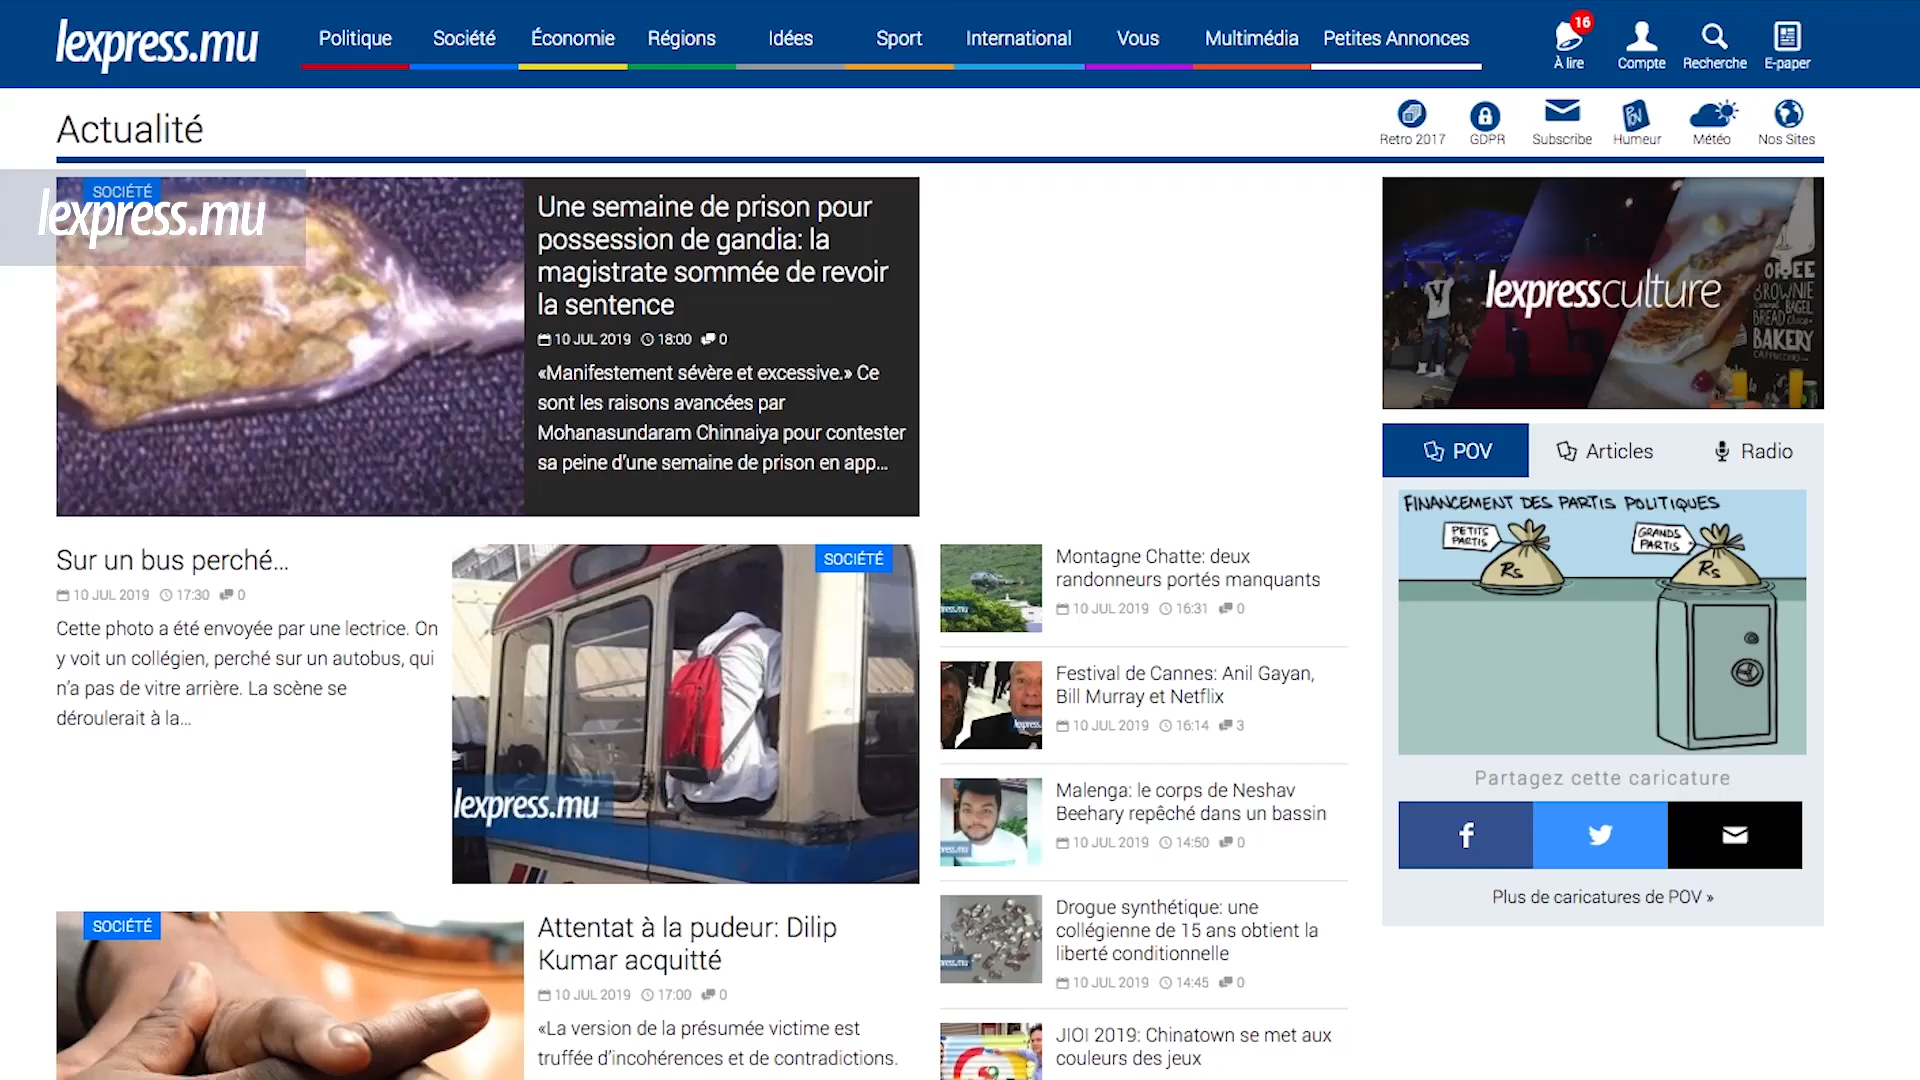 lexpress.mu
Politique
Société
Économie
Régions
Idées
Sport
International
Vous
Multimédia
Petites Annonces
16
À lire
Compte
Recherche
E-paper
Actualité
Retro 2017
GDPR
Subscribe
Humeur
Météo
Nos Sites
SOCIÉTÉ
lexpress.mu
Une semaine de prison pour
possession de gandia: la
magistrate sommée de revoir
la sentence
10 JUL 2019 18:00 0
«Manifestement sévère et excessive.» Ce
sont les raisons avancées par
Mohanasundaram Chinnaiya pour contester
sa peine d’une semaine de prison en app...
Sur un bus perché…
10 JUL 2019 17:30 0
Cette photo a été envoyée par une lectrice. On
y voit un collégien, perché sur un autobus, qui
n’a pas de vitre arrière. La scène se
déroulerait à la...
SOCIÉTÉ
lexpress.mu
SOCIÉTÉ
Attentat à la pudeur: Dilip
Kumar acquitté
10 JUL 2019 17:00 0
«La version de la présumée victime est
truffée d’incohérences et de contradictions.
Montagne Chatte: deux
randonneurs portés manquants
10 JUL 2019 16:31 0
Festival de Cannes: Anil Gayan,
Bill Murray et Netflix
10 JUL 2019 16:14 3
Malenga: le corps de Neshav
Beehary repêché dans un bassin
10 JUL 2019 14:50 0
Drogue synthétique: une
collégienne de 15 ans obtient la
liberté conditionnelle
10 JUL 2019 14:45 0
JIOI 2019: Chinatown se met aux
couleurs des jeux
lexpressculture
BROWNIE
BAGEL
BREAD
BAKERY
POV
Articles
Radio
FINANCEMENT DES PARTIS POLITIQUES
PETITS
PARTIS
Rs
GRANDS
PARTIS
Rs
Partagez cette caricature
Plus de caricatures de POV »